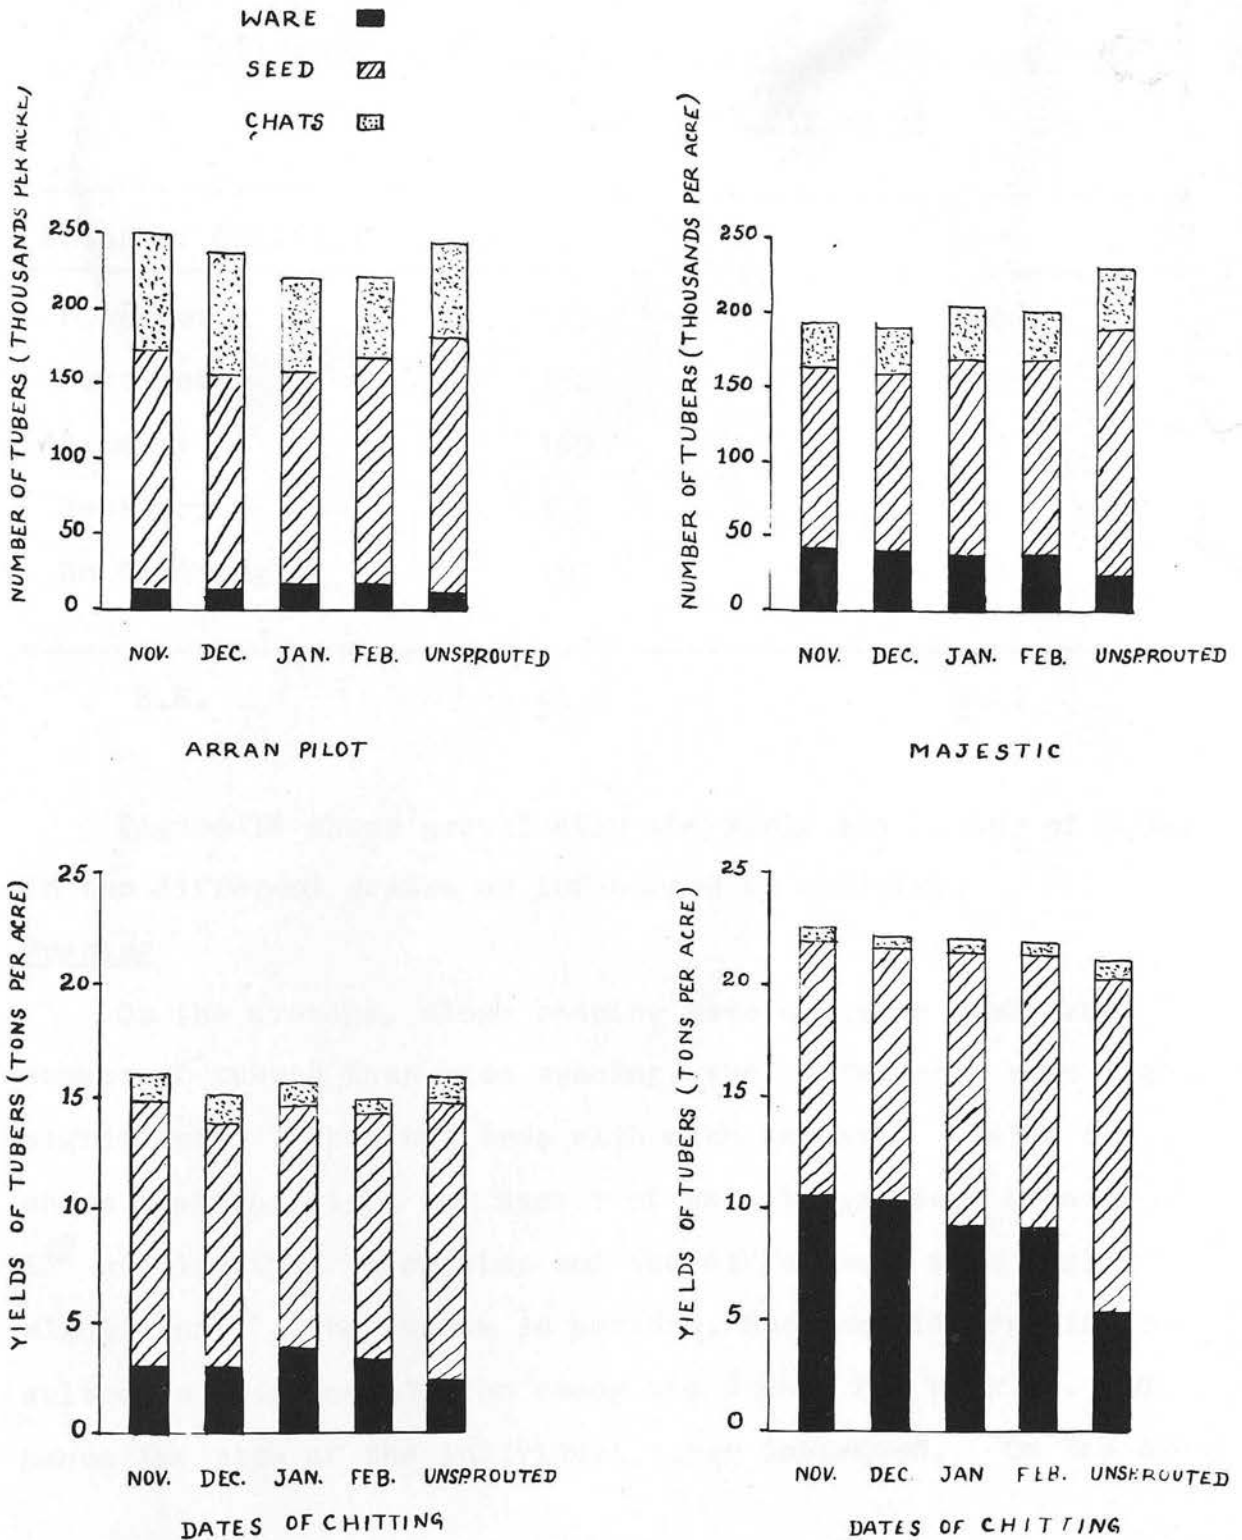 WARE
SEED
CHATS
NUMBER OF TUBERS (THOUSANDS PER ACRE)
250
200
150
100
50
0
NOV. DEC. JAN. FEB. UNSPROUTED
ARRAN PILOT
NUMBER OF TUBERS (THOUSANDS PER ACRE)
250
200
150
100
50
0
NOV. DEC. JAN. FEB. UNSPROUTED
MAJESTIC
YIELDS OF TUBERS (TONS PER ACRE)
25
20
15
10
5
0
NOV. DEC. JAN. FEB. UNSPROUTED
DATES OF CHITTING
YIELDS OF TUBERS (TONS PER ACRE)
25
20
15
10
5
0
NOV. DEC. JAN FEB. UNSPROUTED
DATES OF CHITTING